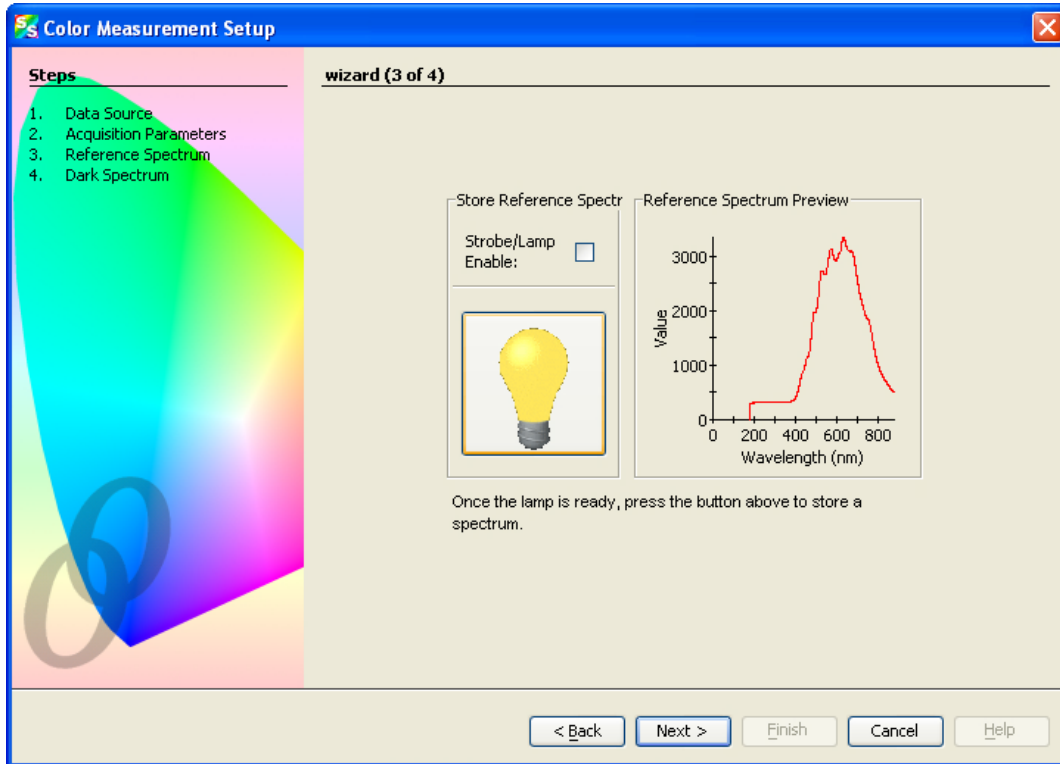 Color Measurement Setup
Steps
1. Data Source
2. Acquisition Parameters
3. Reference Spectrum
4. Dark Spectrum
wizard (3 of 4)
Store Reference Spectr
Strobe/Lamp
Enable:
Reference Spectrum Preview
3000
2000
1000
0
Value
0 200 400 600 800
Wavelength (nm)
Once the lamp is ready, press the button above to store a
spectrum.
< Back Next > Finish Cancel Help